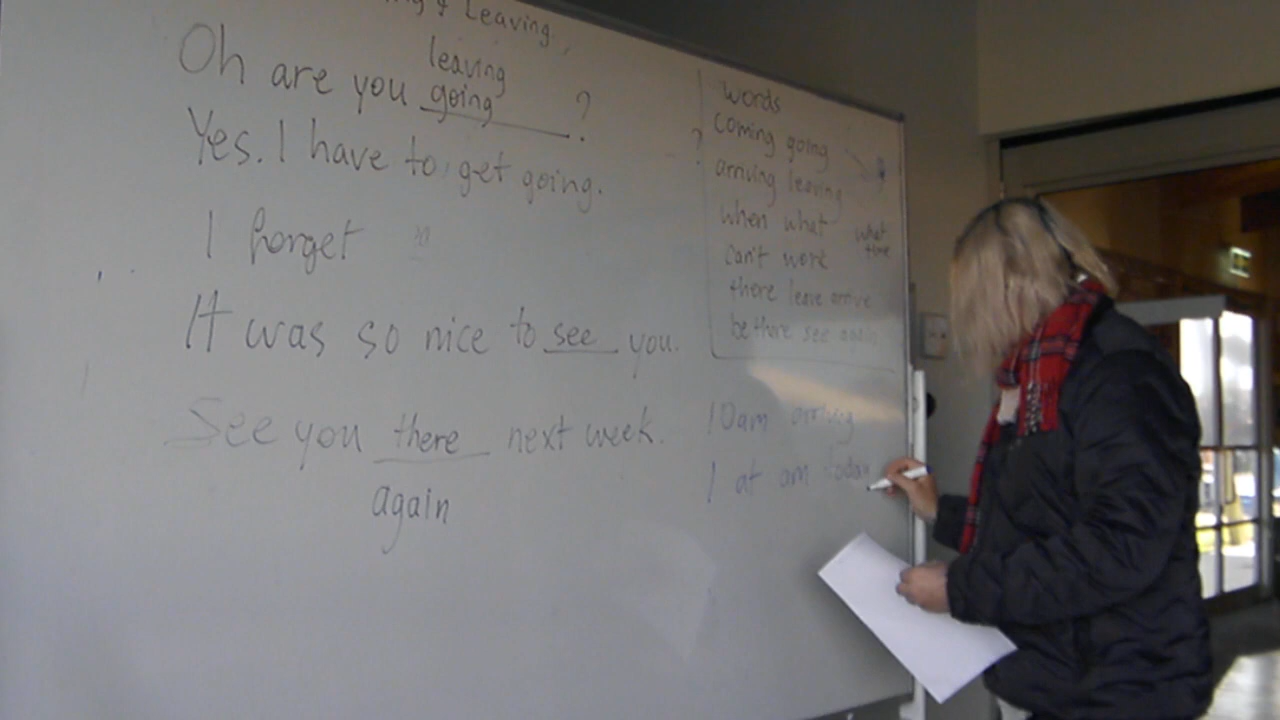 & Leaving
leaving
Oh are you going ?
Yes. I have to get going.
I forget
It was so nice to see you.
See you there next week.
again
words
coming going
arriving leaving
when what what time
can't work
there leave arrive
be there see again
10am arriving
I at am today